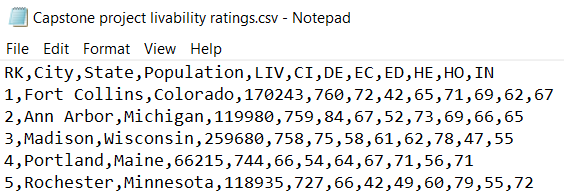 Capstone project livability ratings.csv - Notepad
File Edit Format View Help
RK,City,State,Population,LIV,CI,DE,EC,ED,HE,HO,IN
1,Fort Collins,Colorado,170243,760,72,42,65,71,69,62,67
2,Ann Arbor,Michigan,119980,759,84,67,52,73,69,66,65
3,Madison,Wisconsin,259680,758,75,58,61,62,78,47,55
4,Portland,Maine,66215,744,66,54,64,67,71,56,71
5,Rochester,Minnesota,118935,727,66,42,49,60,79,55,72